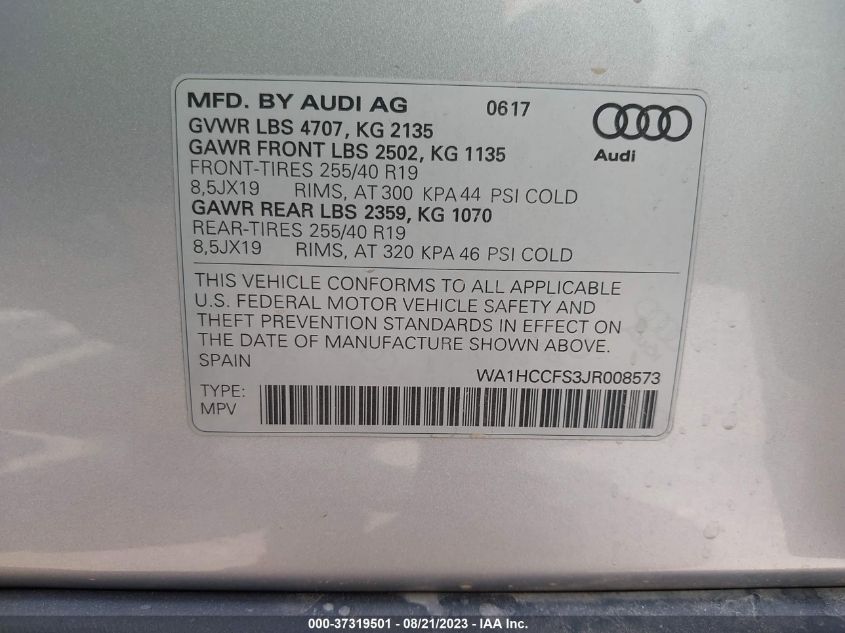 MFD. BY AUDI AG 0617
GVWR LBS 4707, KG 2135
GAWR FRONT LBS 2502, KG 1135
Audi
FRONT-TIRES 255/40 R19
8,5JX19 RIMS, AT 300 KPA 44 PSI COLD
GAWR REAR LBS 2359, KG 1070
REAR-TIRES 255/40 R19
8,5JX19 RIMS, AT 320 KPA 46 PSI COLD
THIS VEHICLE CONFORMS TO ALL APPLICABLE
U.S. FEDERAL MOTOR VEHICLE SAFETY AND
THEFT PREVENTION STANDARDS IN EFFECT ON
THE DATE OF MANUFACTURE SHOWN ABOVE.
SPAIN
WA1HCCFS3JR008573
TYPE:
MPV
000-37319501 - 08/21/2023 - COPYRIGHT IAA, INC.